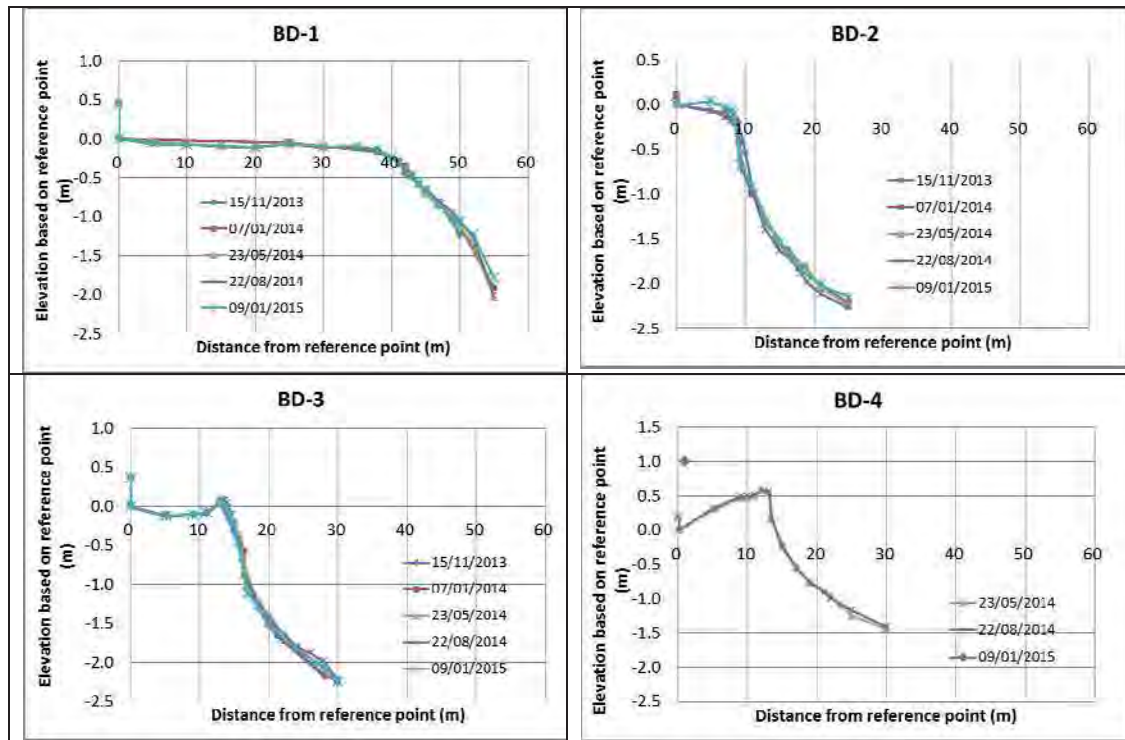 BD-1
Elevation based on reference point
(m)
1.0
0.5
0.0
-0.5
-1.0
-1.5
-2.0
-2.5
0 10 20 30 40 50 60
15/11/2013
07/01/2014
23/05/2014
22/08/2014
09/01/2015
Distance from reference point (m)
BD-2
Elevation based on reference point
(m)
0.5
0.0
-0.5
-1.0
-1.5
-2.0
-2.5
0 10 20 30 40 50 60
15/11/2013
07/01/2014
23/05/2014
22/08/2014
09/01/2015
Distance from reference point (m)
BD-3
Elevation based on reference point
(m)
1.0
0.5
0.0
-0.5
-1.0
-1.5
-2.0
-2.5
0 10 20 30 40 50 60
15/11/2013
07/01/2014
23/05/2014
22/08/2014
09/01/2015
Distance from reference point (m)
BD-4
Elevation based on reference point
(m)
1.5
1.0
0.5
0.0
-0.5
-1.0
-1.5
-2.0
-2.5
0 10 20 30 40 50 60
23/05/2014
22/08/2014
09/01/2015
Distance from reference point (m)